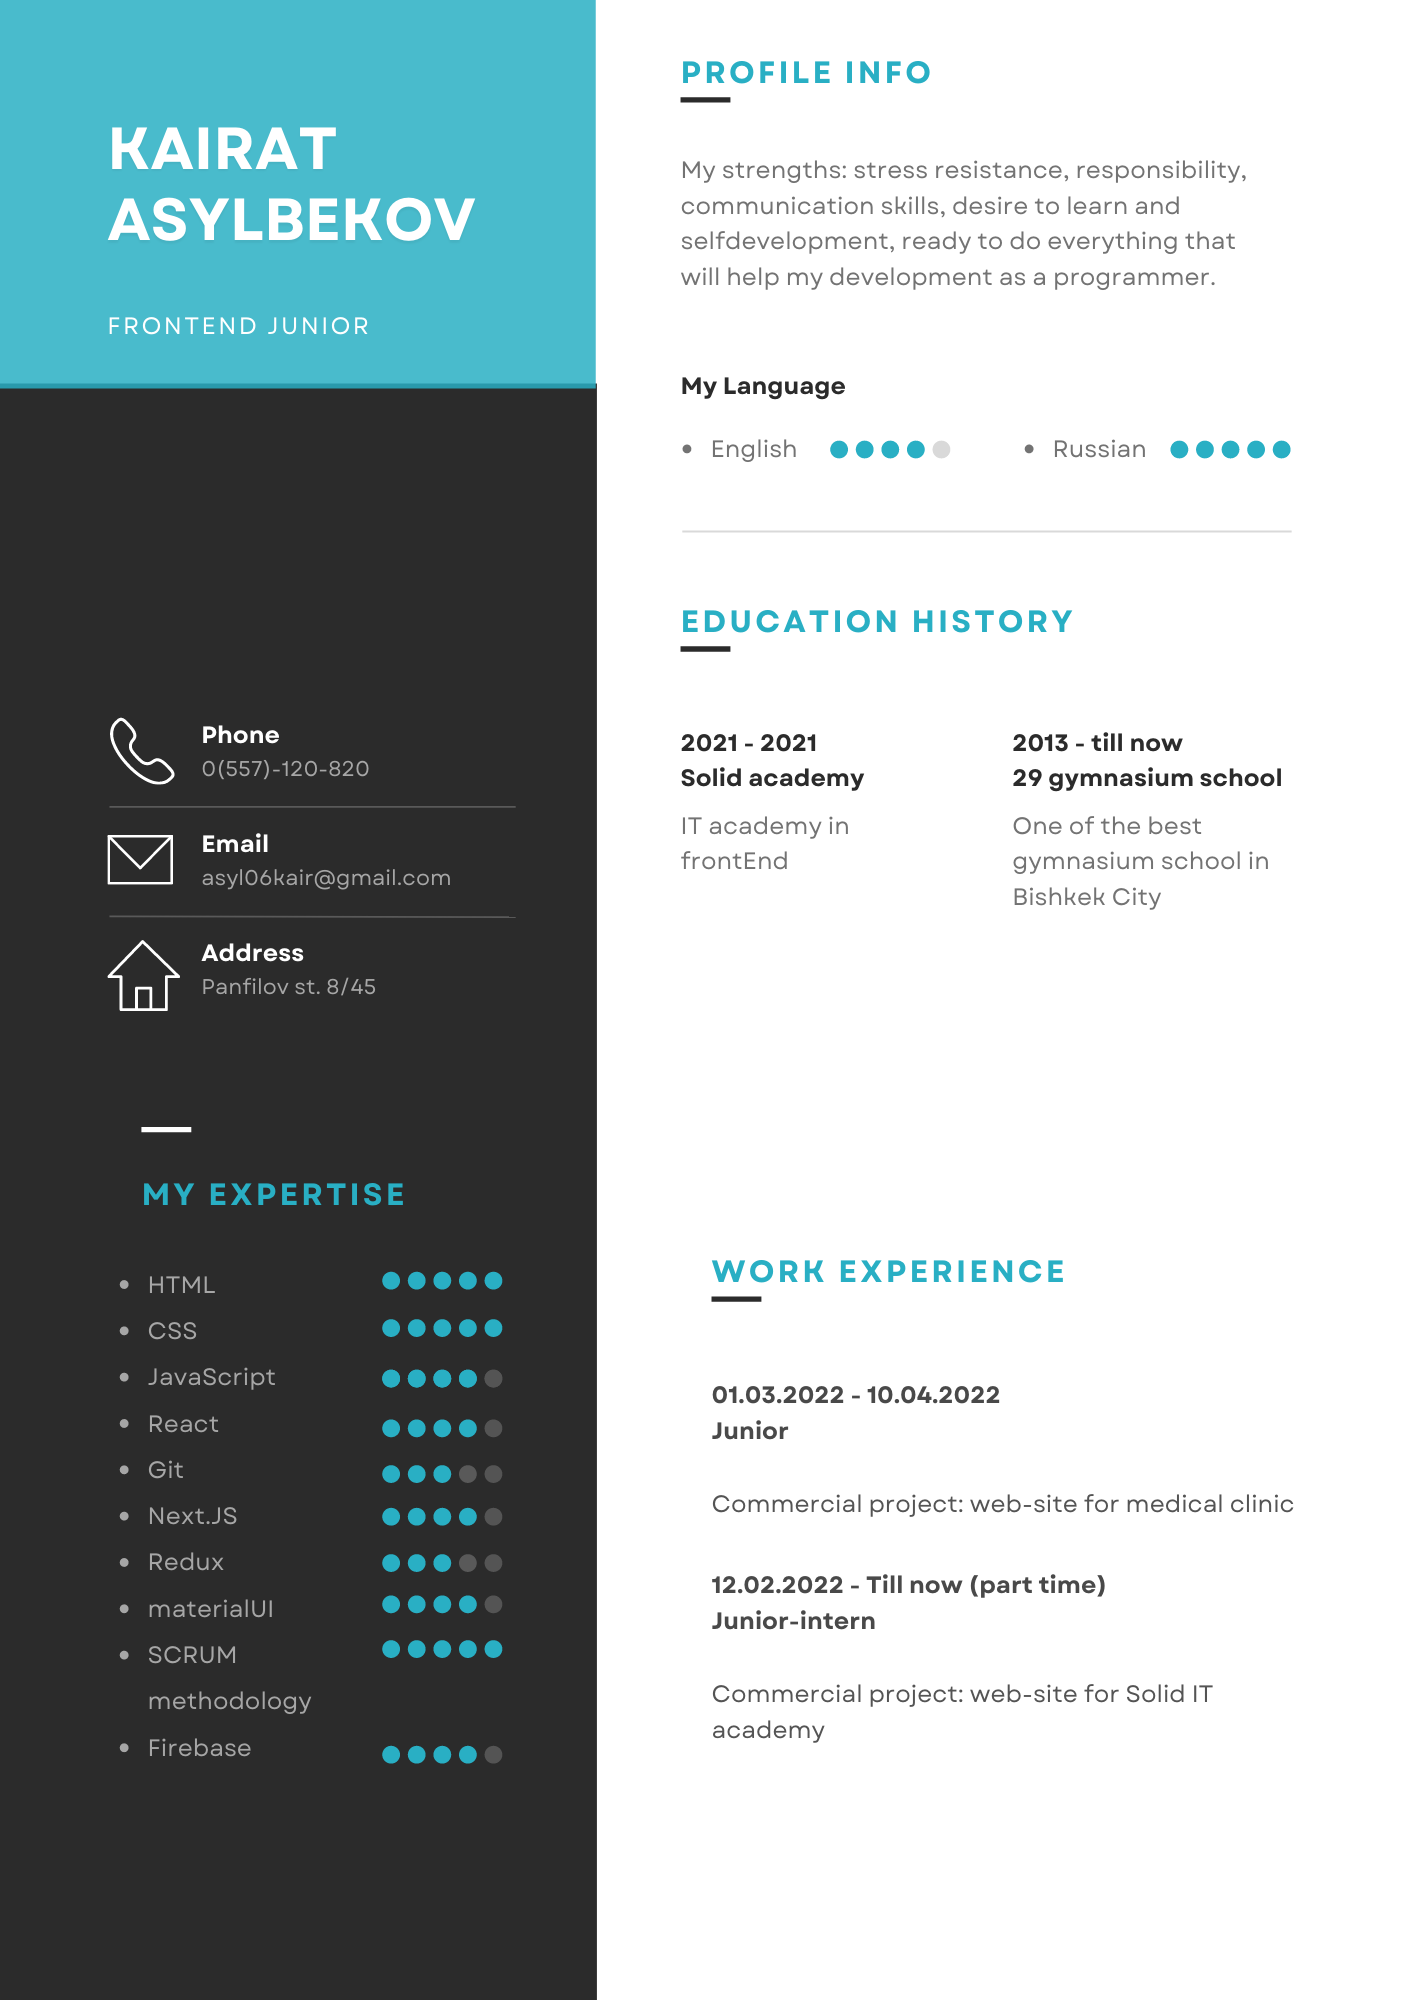 KAIRAT
ASYLBEKOV
FRONTEND JUNIOR
Phone
0(557)-120-820
Email
asyl06kair@gmail.com
Address
Panfilov st. 8/45
MY EXPERTISE
• HTML
• CSS
• JavaScript
• React
• Git
• Next.JS
• Redux
• materialUI
• SCRUM
methodology
• Firebase
PROFILE INFO
My strengths: stress resistance, responsibility,
communication skills, desire to learn and
selfdevelopment, ready to do everything that
will help my development as a programmer.
My Language
• English
• Russian
EDUCATION HISTORY
2021 - 2021
Solid academy
IT academy in
frontEnd
2013 - till now
29 gymnasium school
One of the best
gymnasium school in
Bishkek City
WORK EXPERIENCE
01.03.2022 - 10.04.2022
Junior
Commercial project: web-site for medical clinic
12.02.2022 - Till now (part time)
Junior-intern
Commercial project: web-site for Solid IT
academy